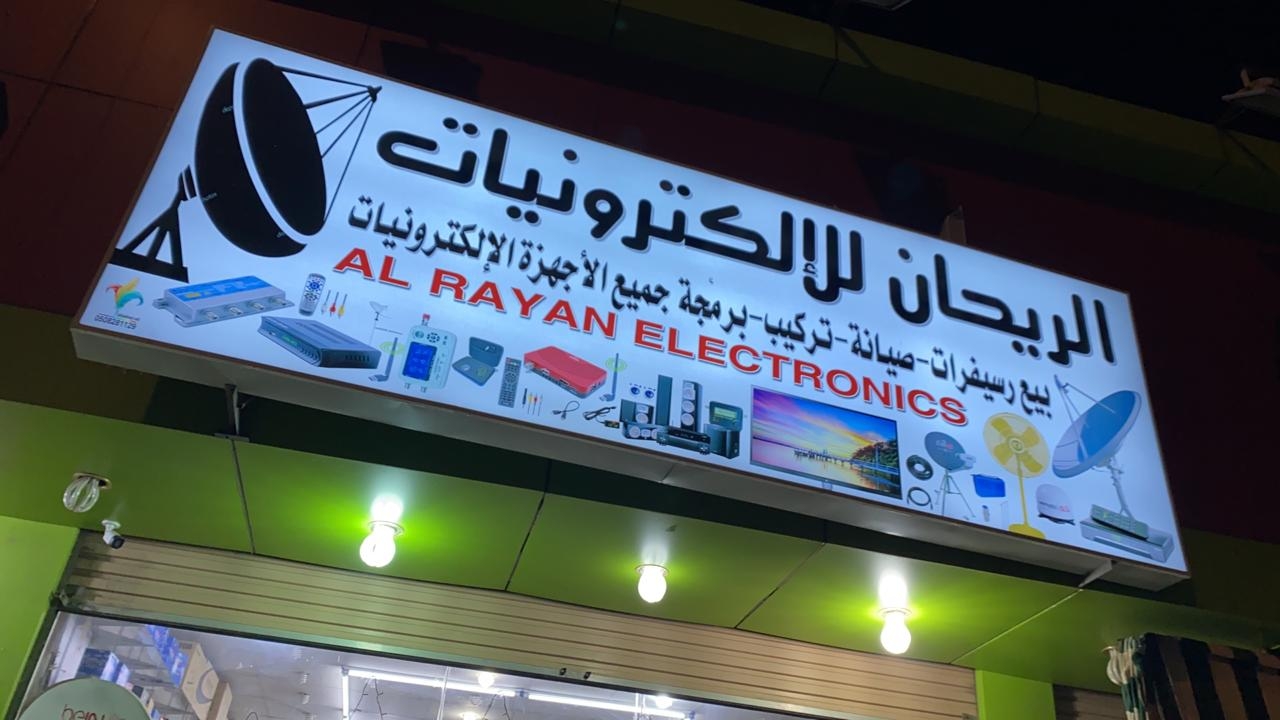 الريحان للإلكترونيات
بيع رسيفرات-صيانة-تركيب-برمجة جميع الأجهزة الإلكترونيات
AL RAYAN ELECTRONICS